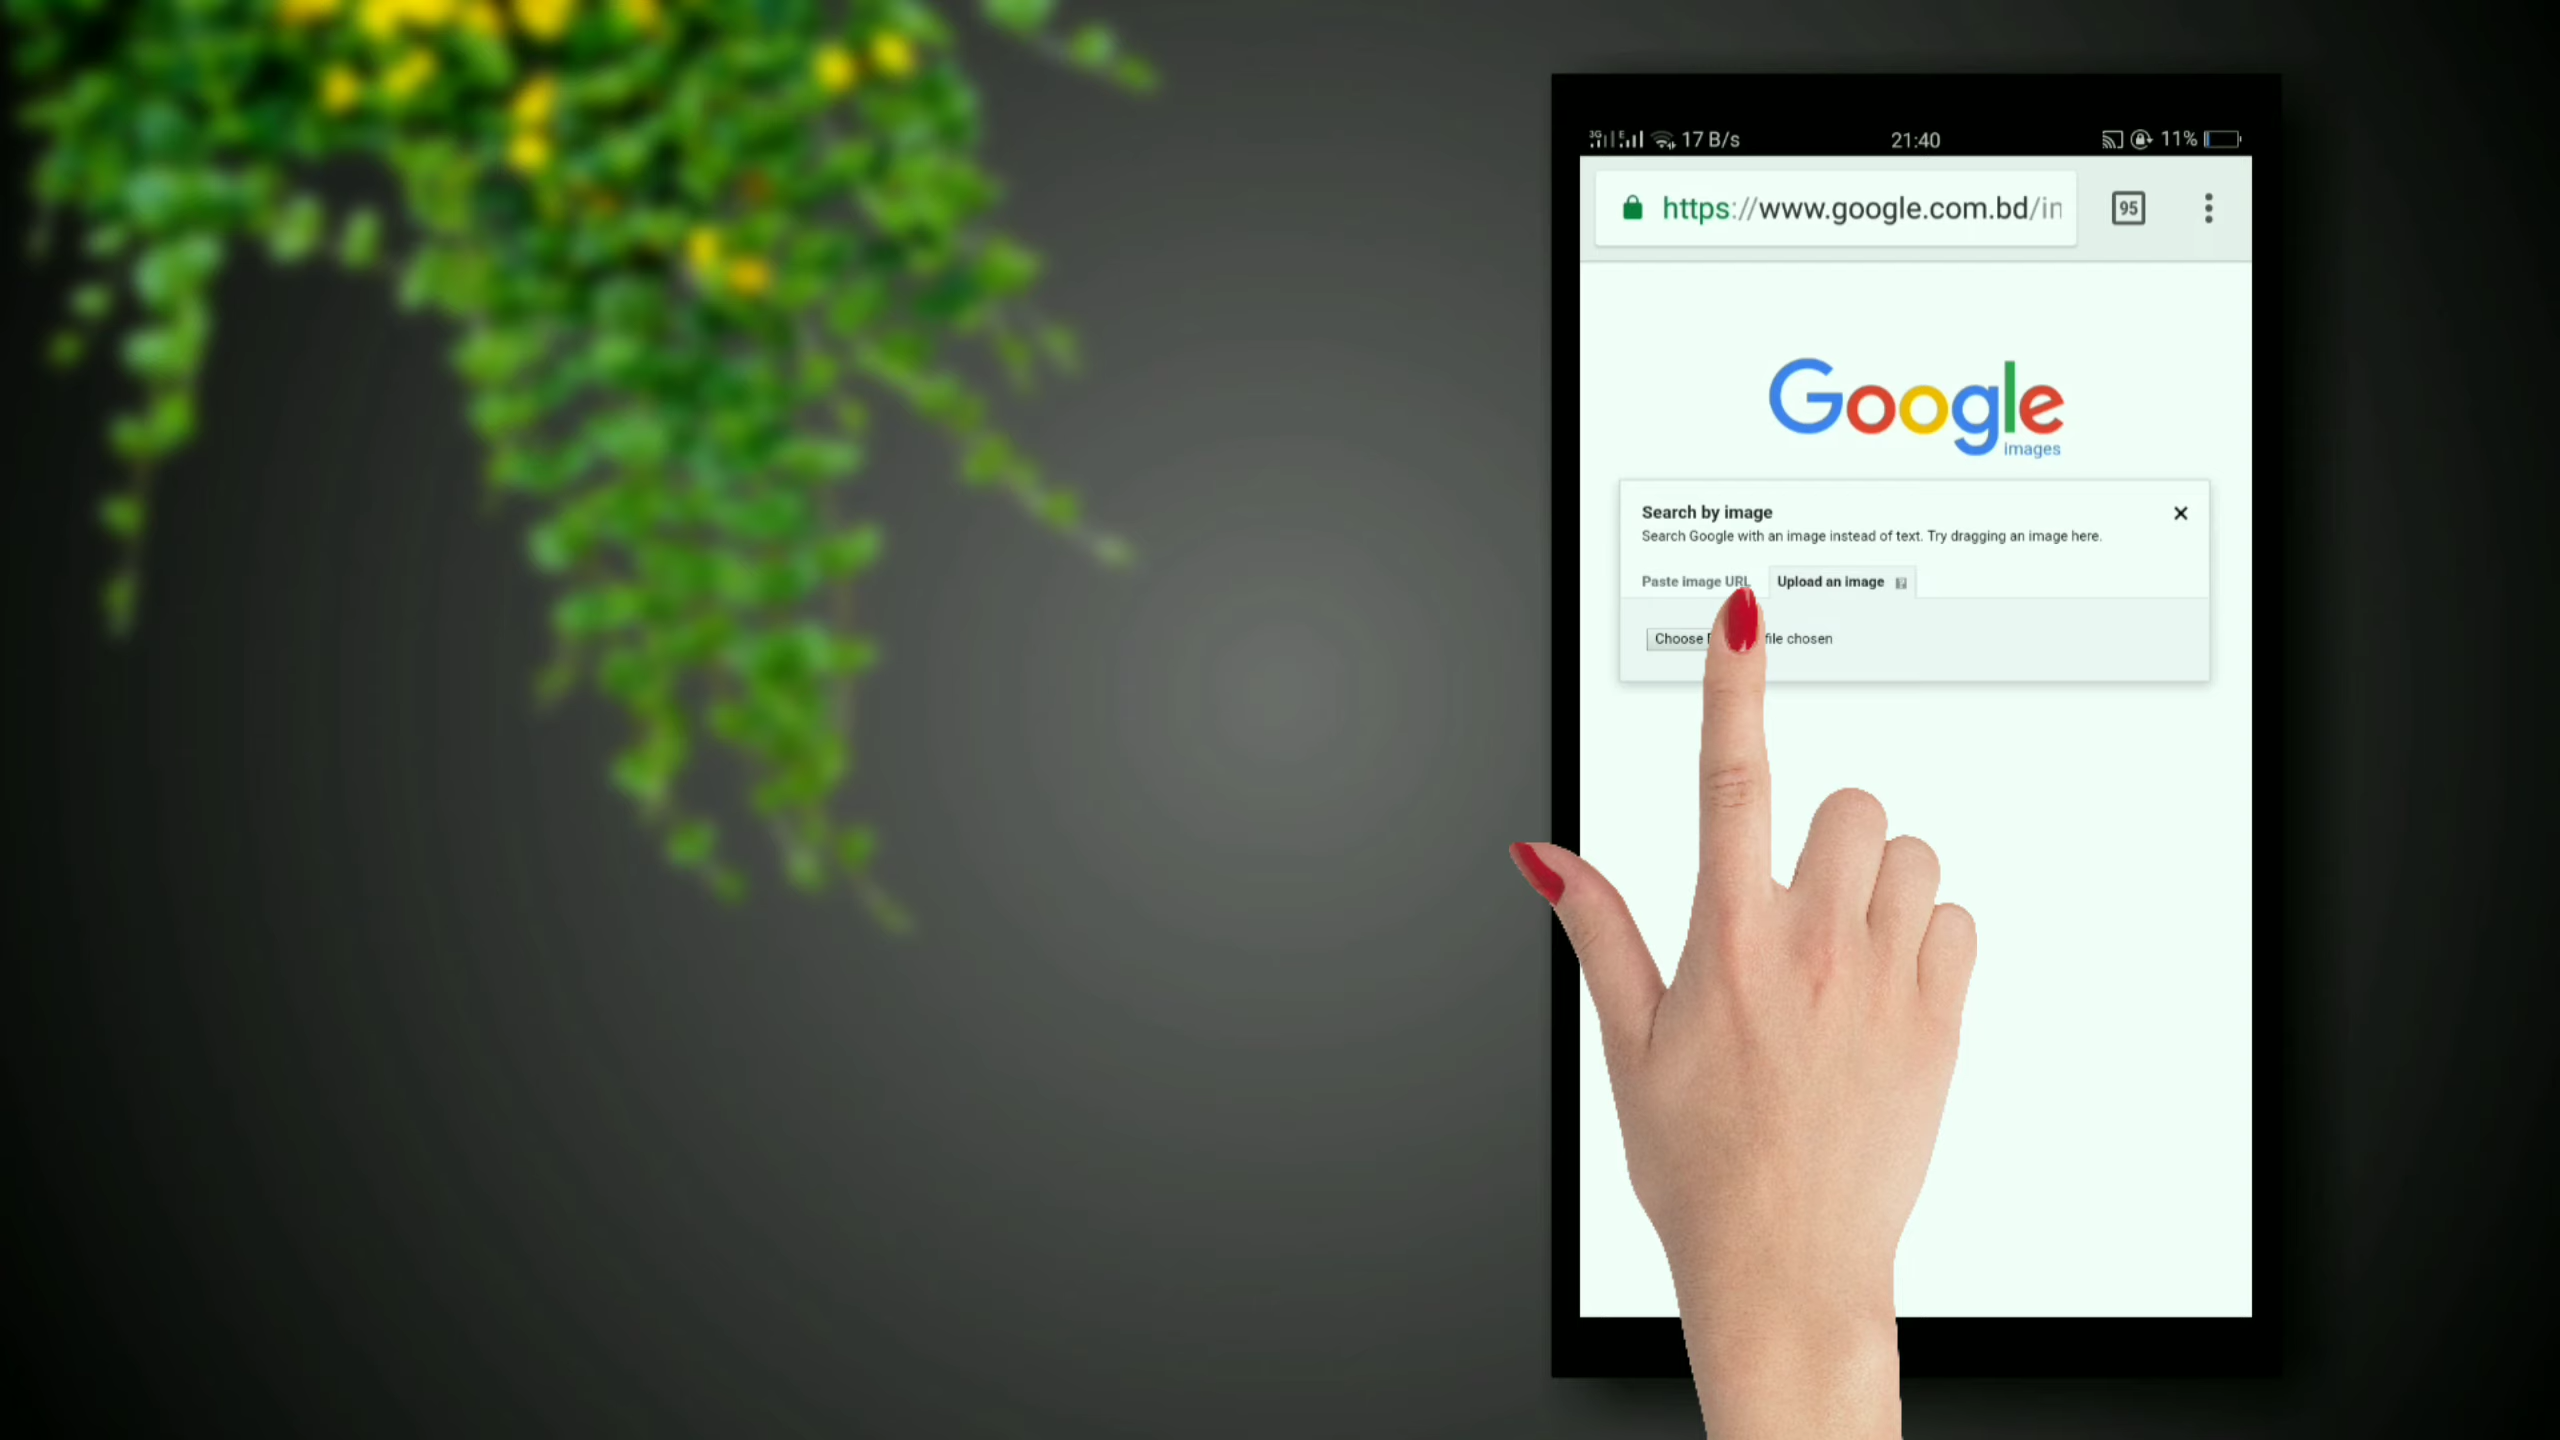 3G E 17 B/s 21:40 11%
https://www.google.com.bd/in
95
Google
images
Search by image
Search Google with an image instead of text. Try dragging an image here.
Paste image URL Upload an image
Choose file chosen